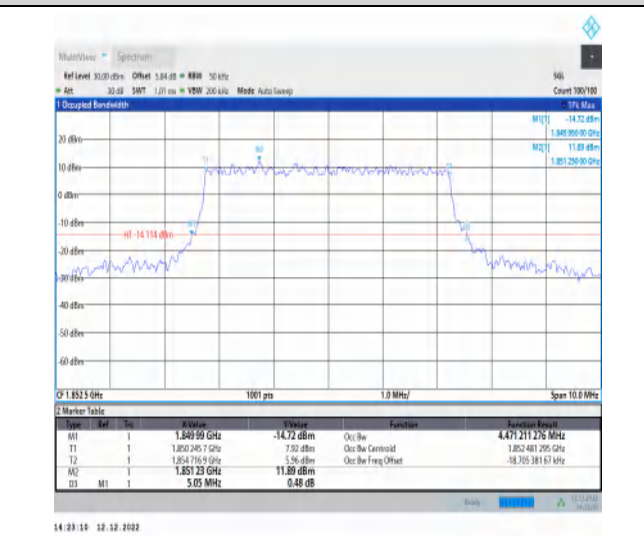 MultiView Spectrum
Ref Level 30.00 dBm Offset 5.84 dB RBW 50 kHz SGL
Att 30 dB SWT 1.01 ms VBW 200 kHz Mode Auto Sweep Count 100/100
1 Occupied Bandwidth 1Pk Max
M1[1] -14.72 dBm
1.849 990 00 GHz
M2[1] 11.89 dBm
1.851 230 00 GHz
20 dBm
M2
T1
10 dBm
0 dBm
-10 dBm
M1
H1 -14.114 dBm
-20 dBm
-30 dBm
-40 dBm
-50 dBm
-60 dBm
CF 1.852 5 GHz 1001 pts 1.0 MHz/ Span 10.0 MHz
2 Marker Table
Type Ref Trc X-Value Y-Value Function Function Result
M1 1 1.849 99 GHz -14.72 dBm Occ Bw 4.471 211 276 MHz
T1 1 1.850 245 7 GHz 7.92 dBm Occ Bw Centroid 1.852 481 295 GHz
T2 1 1.854 716 9 GHz 5.96 dBm Occ Bw Freq Offset -18.705 381 67 kHz
M2 1 1.851 23 GHz 11.89 dBm
D3 M1 1 5.05 MHz 0.48 dB
Ready
14:23:10 12.12.2022